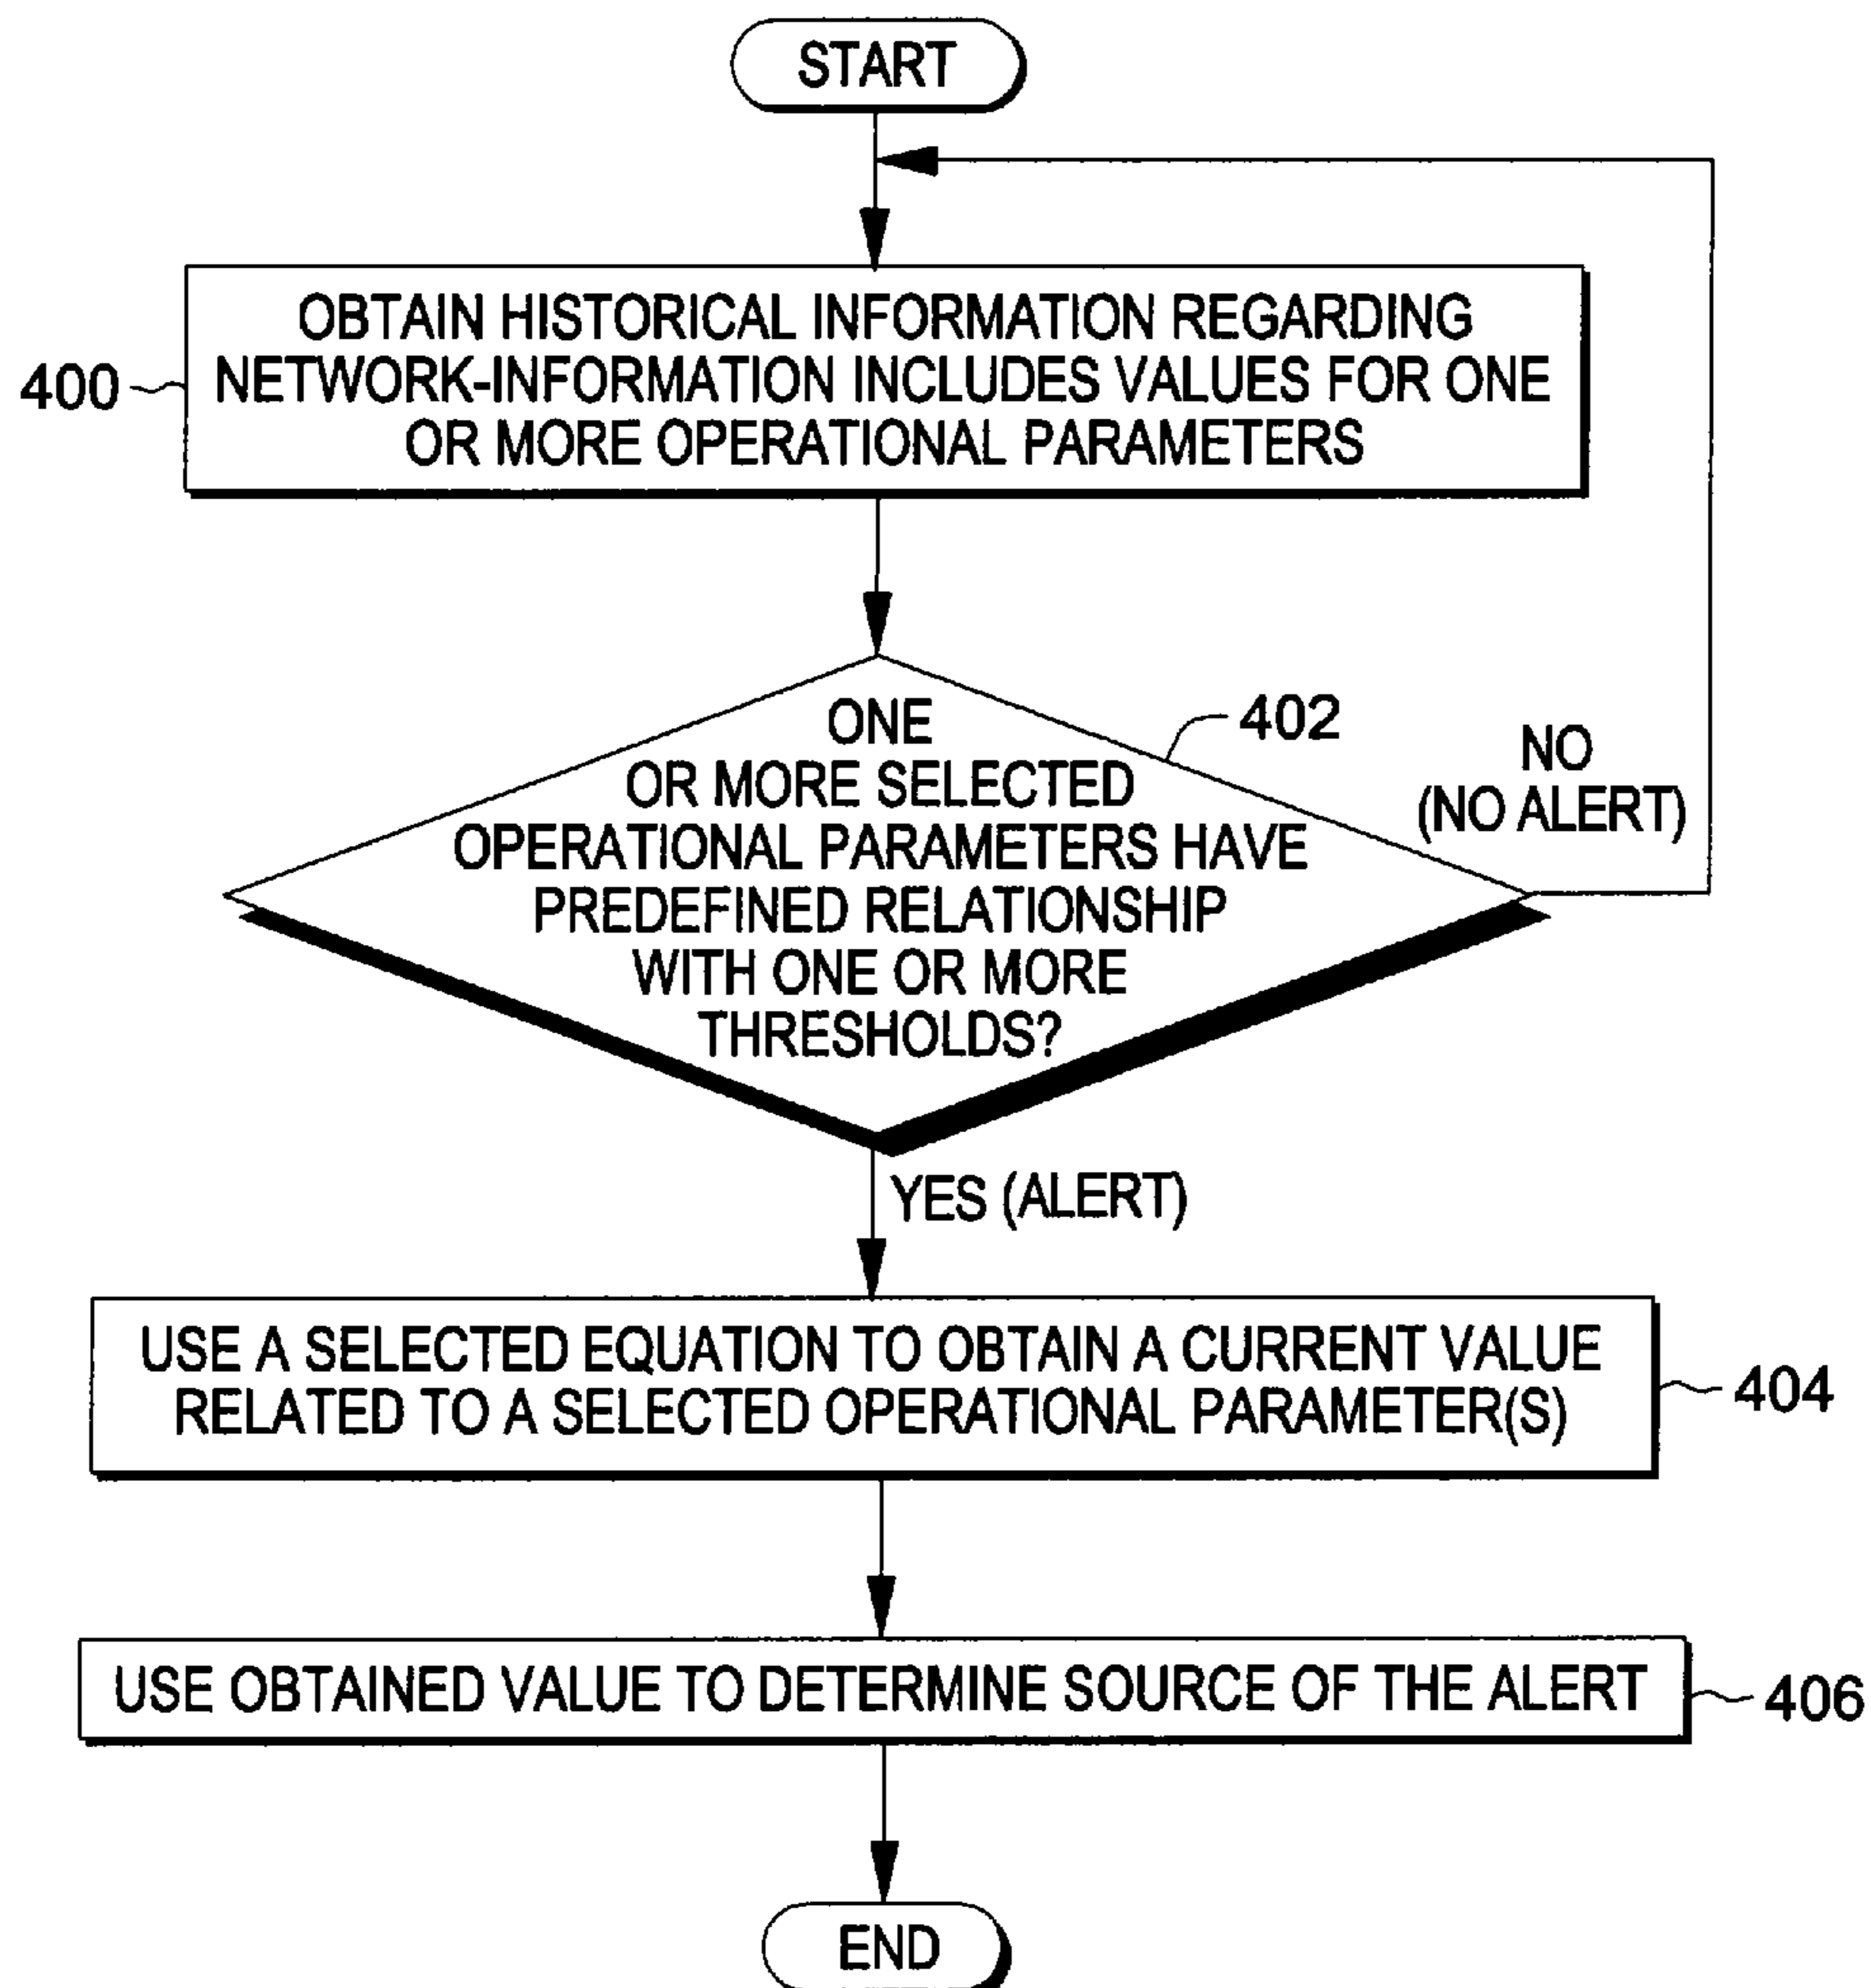 START
OBTAIN HISTORICAL INFORMATION REGARDING
NETWORK-INFORMATION INCLUDES VALUES FOR ONE
OR MORE OPERATIONAL PARAMETERS
400
ONE
OR MORE SELECTED
OPERATIONAL PARAMETERS HAVE
PREDEFINED RELATIONSHIP
WITH ONE OR MORE
THRESHOLDS?
402
NO
(NO ALERT)
YES (ALERT)
USE A SELECTED EQUATION TO OBTAIN A CURRENT VALUE
RELATED TO A SELECTED OPERATIONAL PARAMETER(S)
404
USE OBTAINED VALUE TO DETERMINE SOURCE OF THE ALERT
406
END